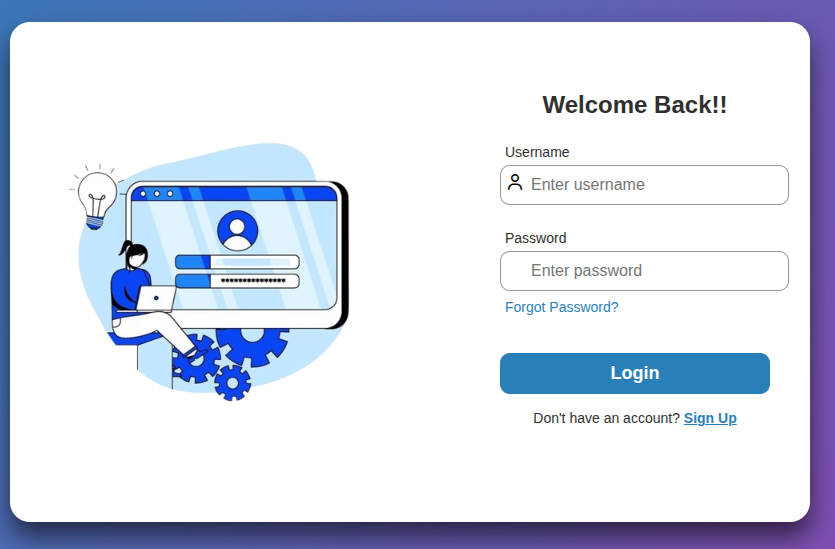 Welcome Back!!
Username
Enter username
Password
Enter password
Forgot Password?
Login
Don't have an account? Sign Up